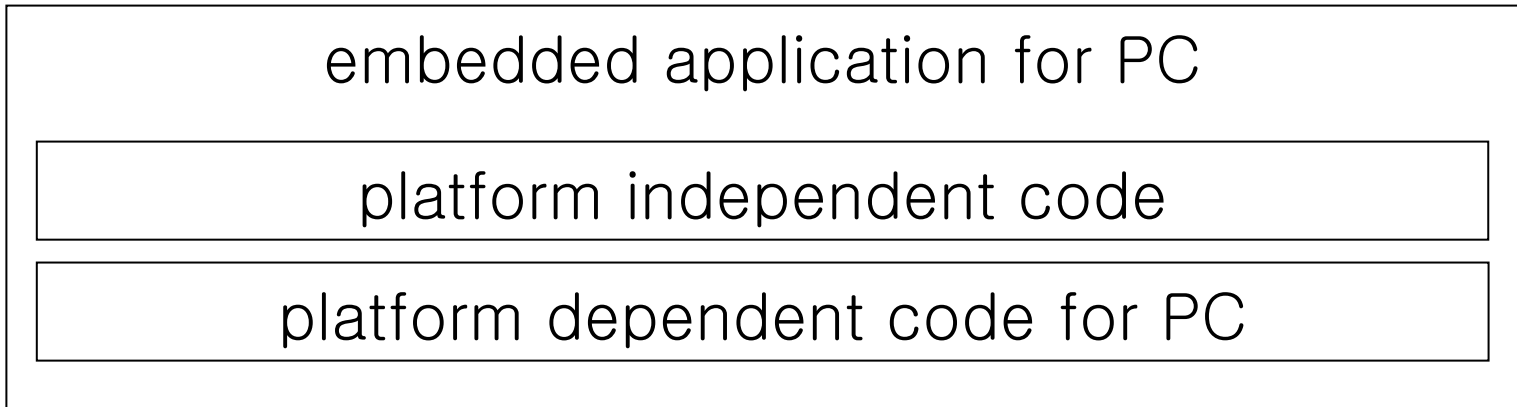 embedded application for PC
platform independent code
platform dependent code for PC